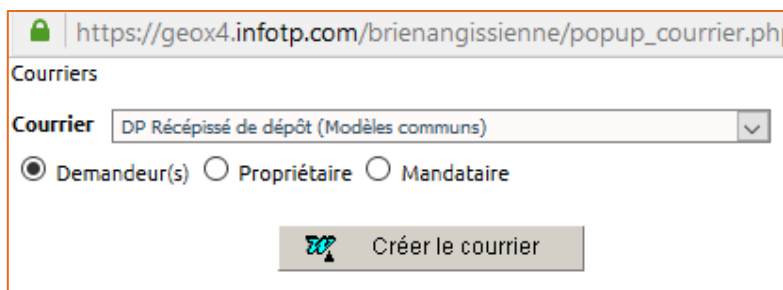 https://geox4.infotp.com/brienangissienne/popup_courrier.php
Courriers
Courrier DP Récépissé de dépôt (Modèles communs)
Demandeur(s) Propriétaire Mandataire
Créer le courrier